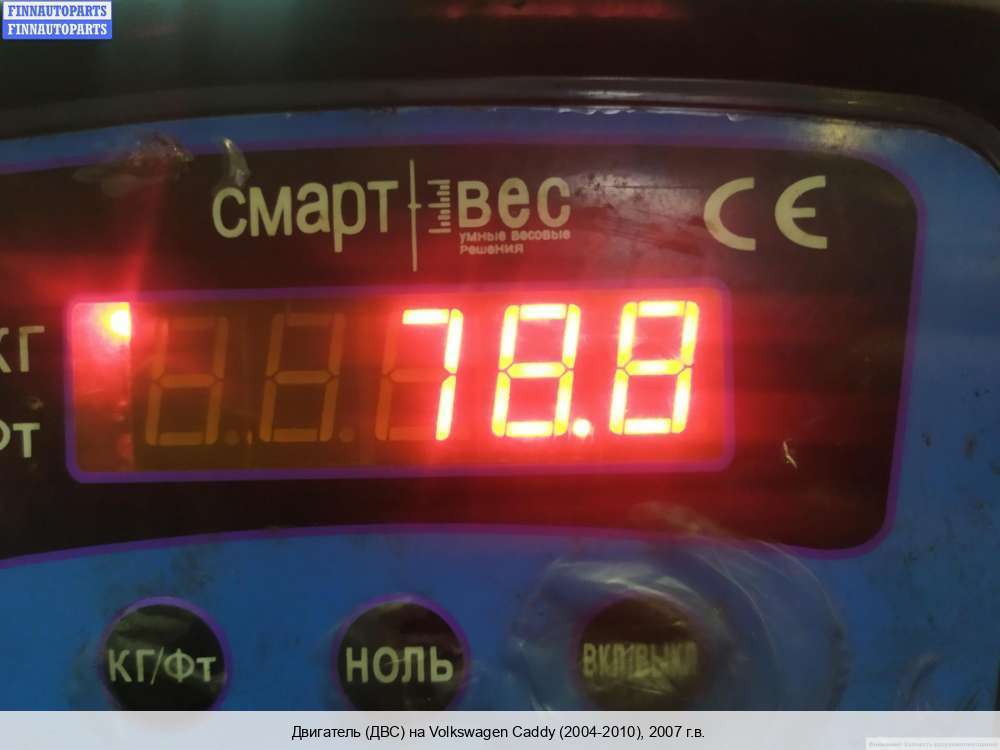 FINNAUTOPARTS
FINNAUTOPARTS
смарт вес
умные весовые
решения
CE
78.8
КГ
ФТ
КГ/Фт
НОЛЬ
ВКЛ/ВЫКЛ
Двигатель (ДВС) на Volkswagen Caddy (2004-2010), 2007 г.в.